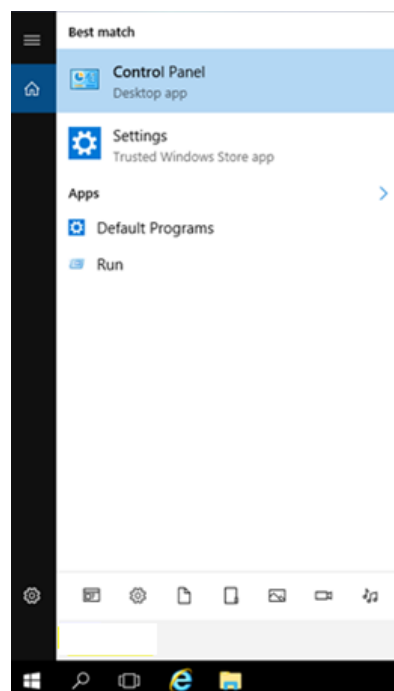 Best match
Control Panel
Desktop app
Settings
Trusted Windows Store app
Apps
Default Programs
Run